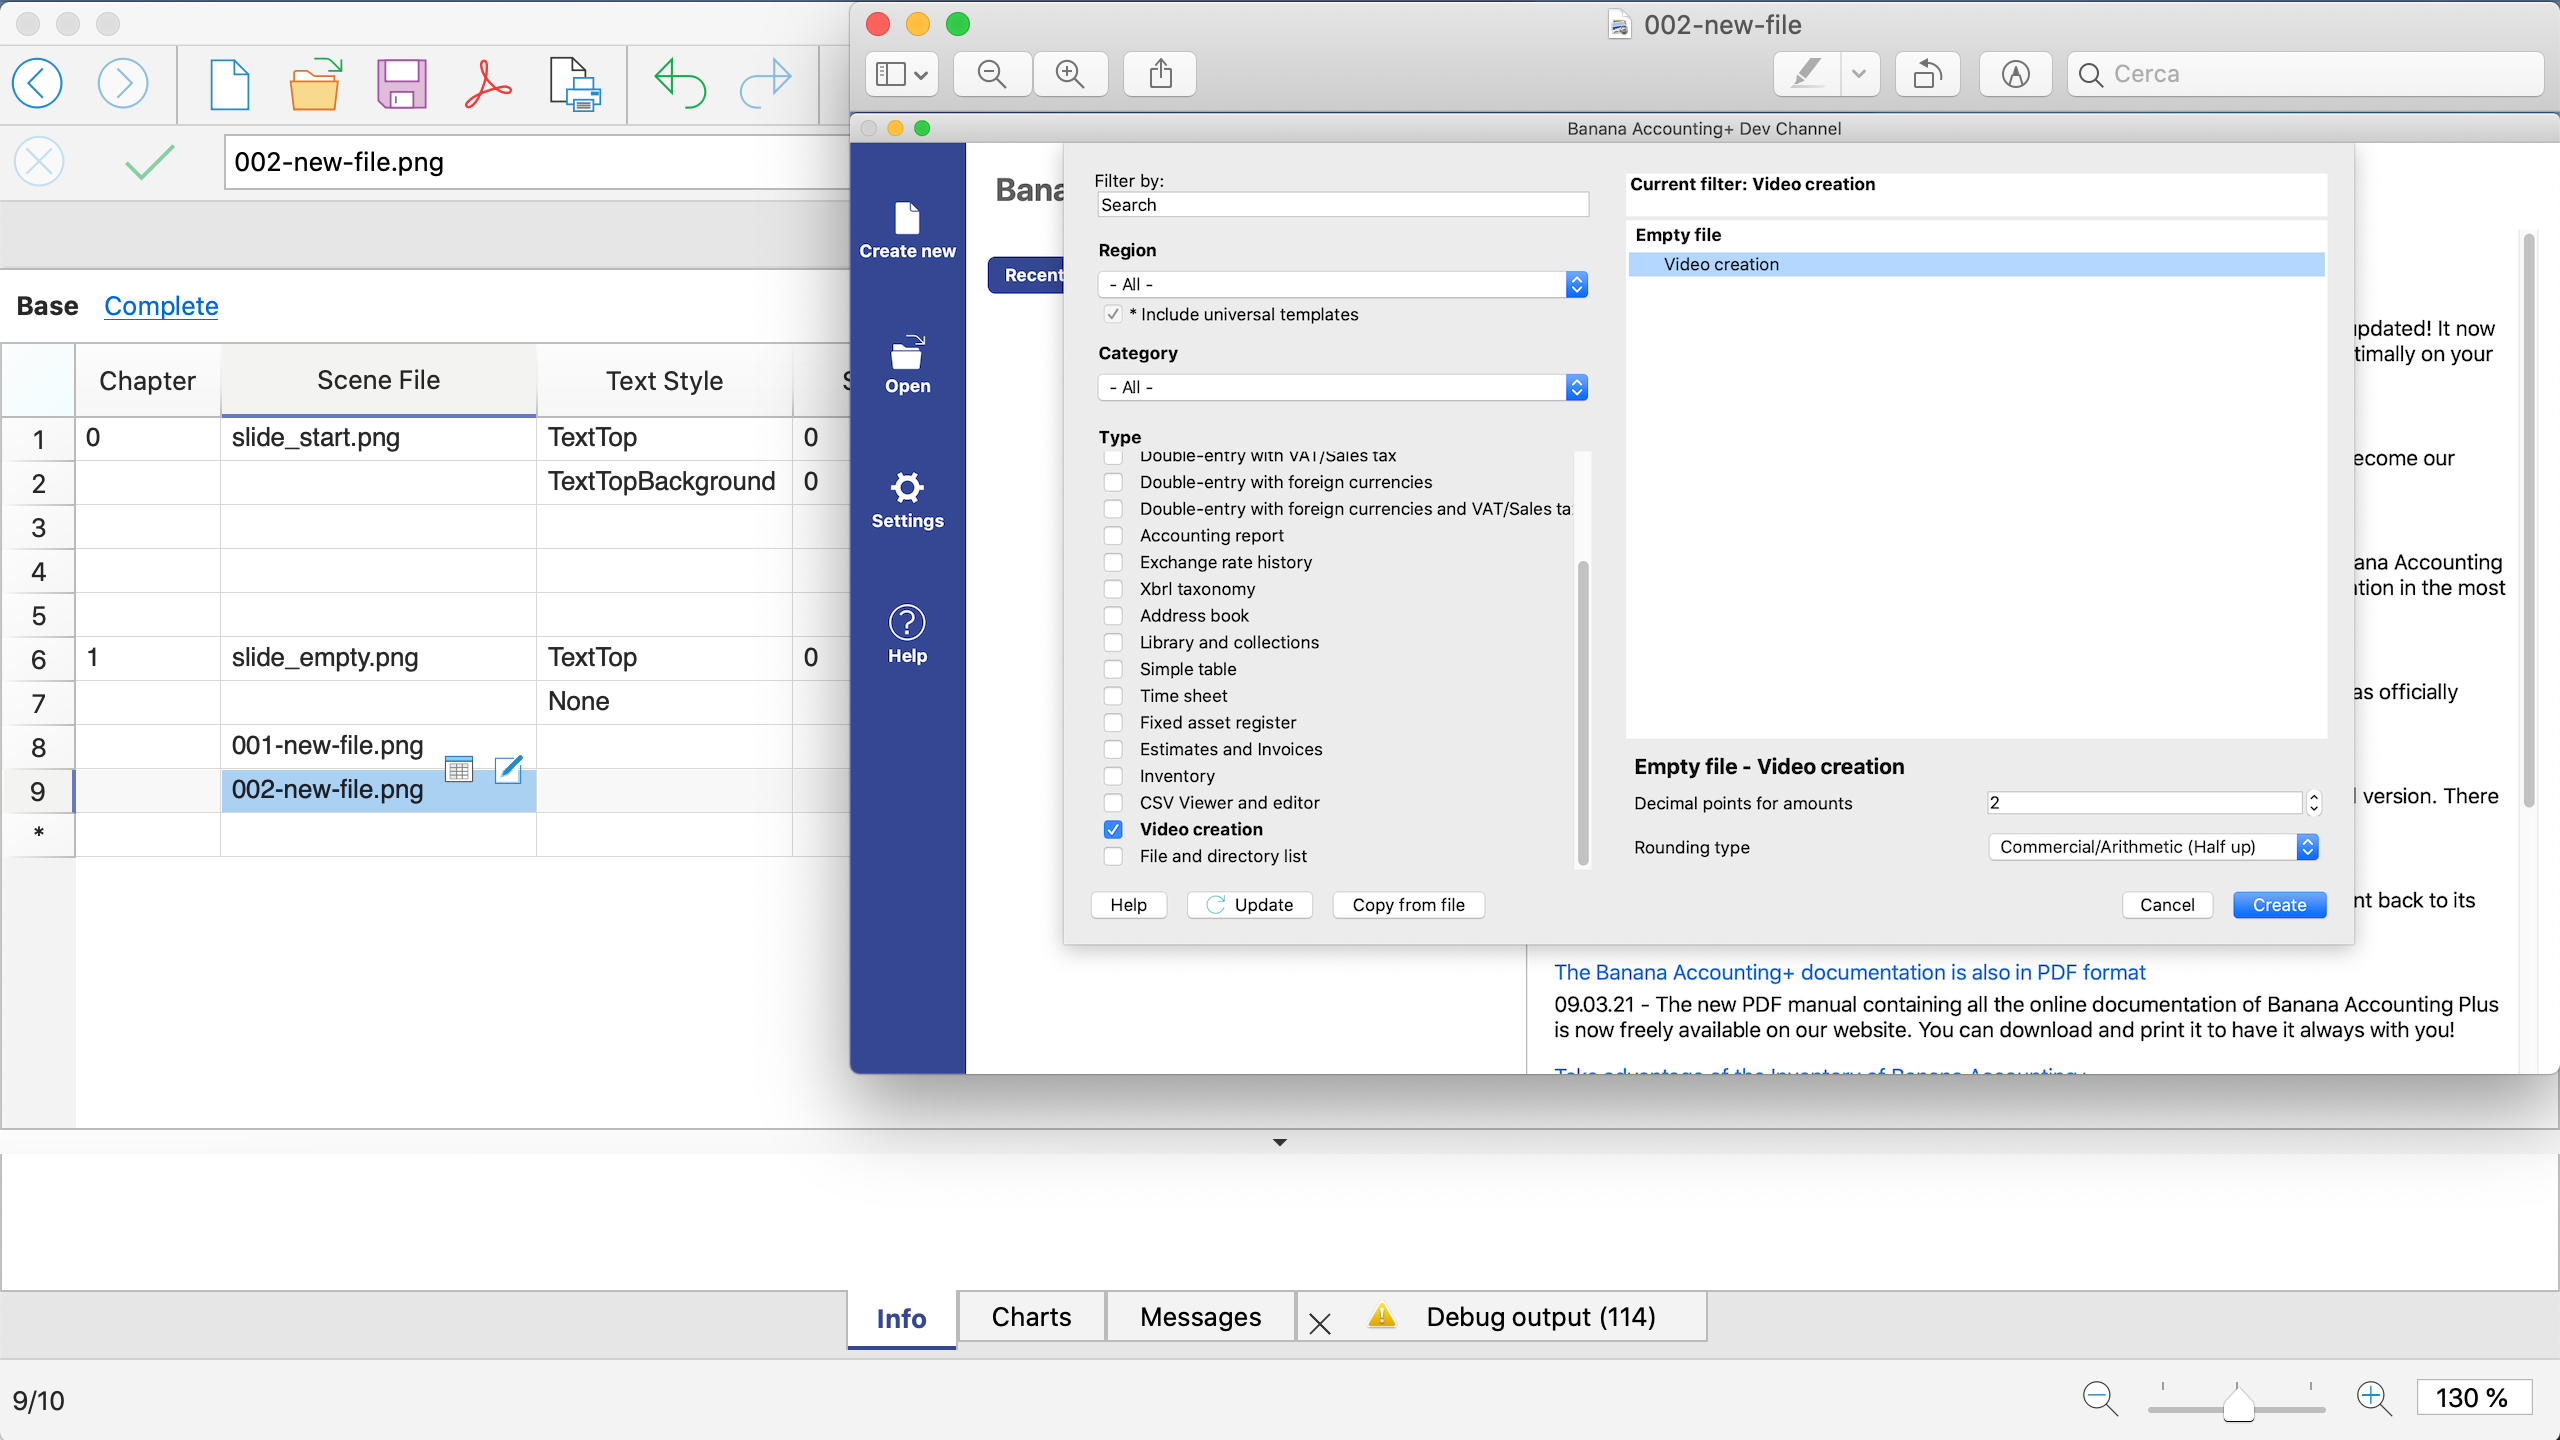 002-new-file
Cerca
002-new-file.png
Base Complete
Chapter Scene File Text Style
1 0 slide_start.png TextTop 0
2 TextTopBackground 0
3
4
5
6 1 slide_empty.png TextTop 0
7 None
8 001-new-file.png
9 002-new-file.png
*
Banana Accounting+ Dev Channel
Create new
Open
Settings
Help
Bana
Recent
Filter by:
Search
Region
- All -
* Include universal templates
Category
- All -
Type
Double-entry with VAT/Sales tax
Double-entry with foreign currencies
Double-entry with foreign currencies and VAT/Sales ta
Accounting report
Exchange rate history
Xbrl taxonomy
Address book
Library and collections
Simple table
Time sheet
Fixed asset register
Estimates and Invoices
Inventory
CSV Viewer and editor
Video creation
File and directory list
Help Update Copy from file
Current filter: Video creation
Empty file
Video creation
Empty file - Video creation
Decimal points for amounts 2
Rounding type Commercial/Arithmetic (Half up)
Cancel Create
updated! It now
timally on your
ecome our
ana Accounting
tion in the most
as officially
version. There
nt back to its
The Banana Accounting+ documentation is also in PDF format
09.03.21 - The new PDF manual containing all the online documentation of Banana Accounting Plus
is now freely available on our website. You can download and print it to have it always with you!
Take advantage of the Inventory of Banana Accounting+
Info Charts Messages Debug output (114)
9/10
130 %